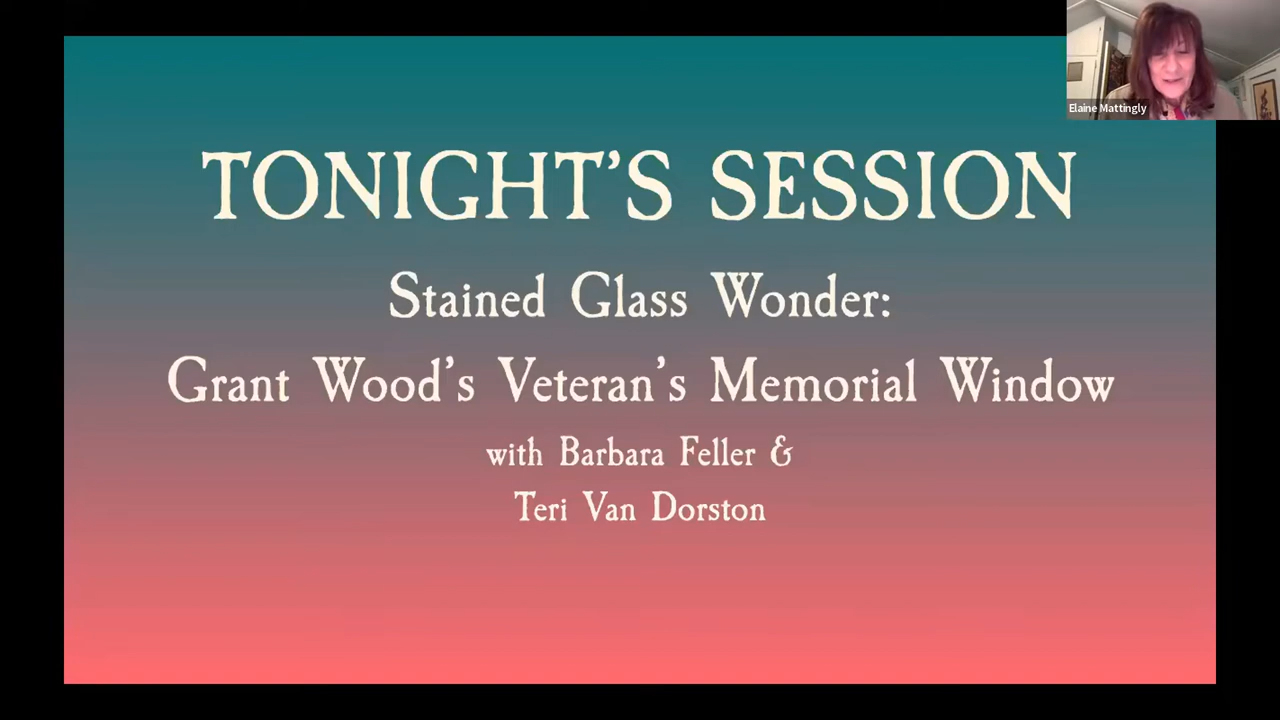 Elaine Mattingly
TONIGHT'S SESSION
Stained Glass Wonder:
Grant Wood's Veteran's Memorial Window
with Barbara Feller &
Teri Van Dorston